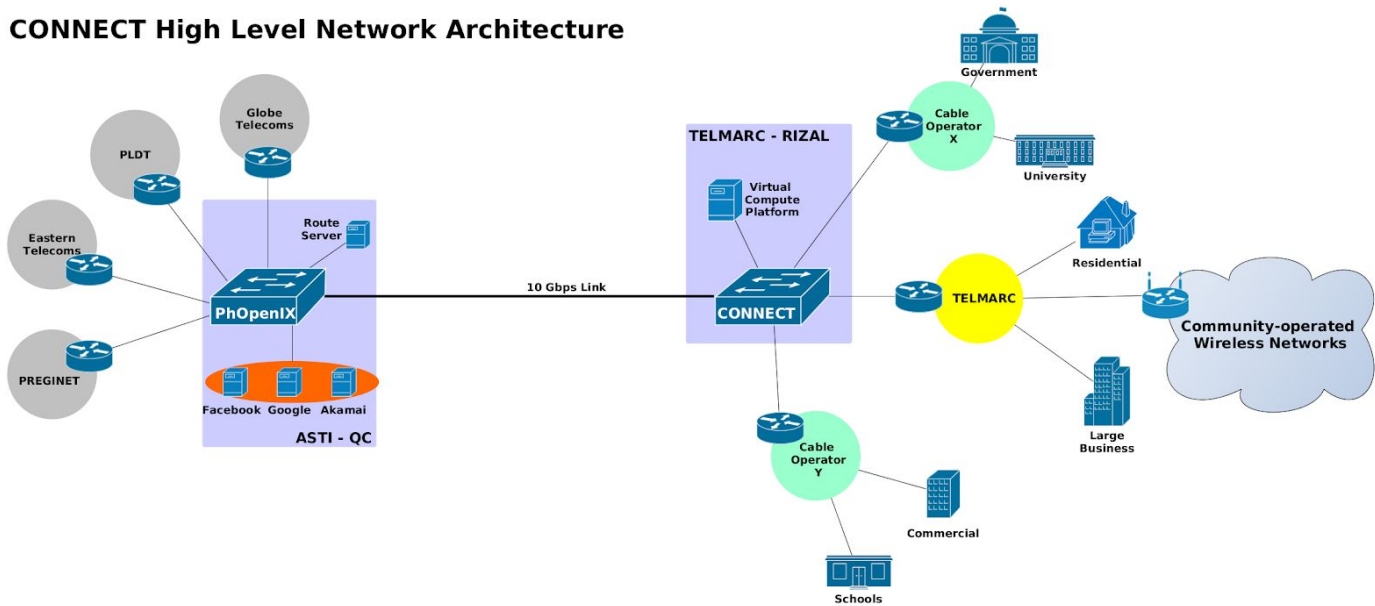 CONNECT High Level Network Architecture
Globe
Telecoms
PLDT
Eastern
Telecoms
PREGINET
Route
Server
PhOpenIX
Facebook Google Akamai
ASTI - QC
10 Gbps Link
TELMARC - RIZAL
Virtual
Compute
Platform
CONNECT
Cable
Operator
X
Government
University
TELMARC
Residential
Community-operated
Wireless Networks
Large
Business
Cable
Operator
Y
Commercial
Schools